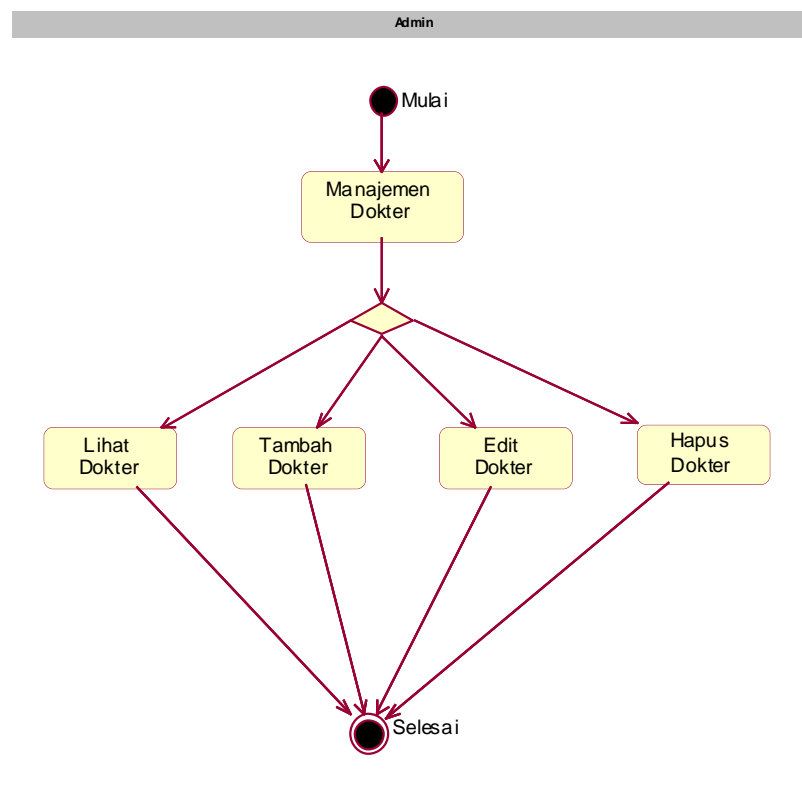 Admin
Mulai
Manajemen
Dokter
Lihat
Dokter
Tambah
Dokter
Edit
Dokter
Hapus
Dokter
Selesai